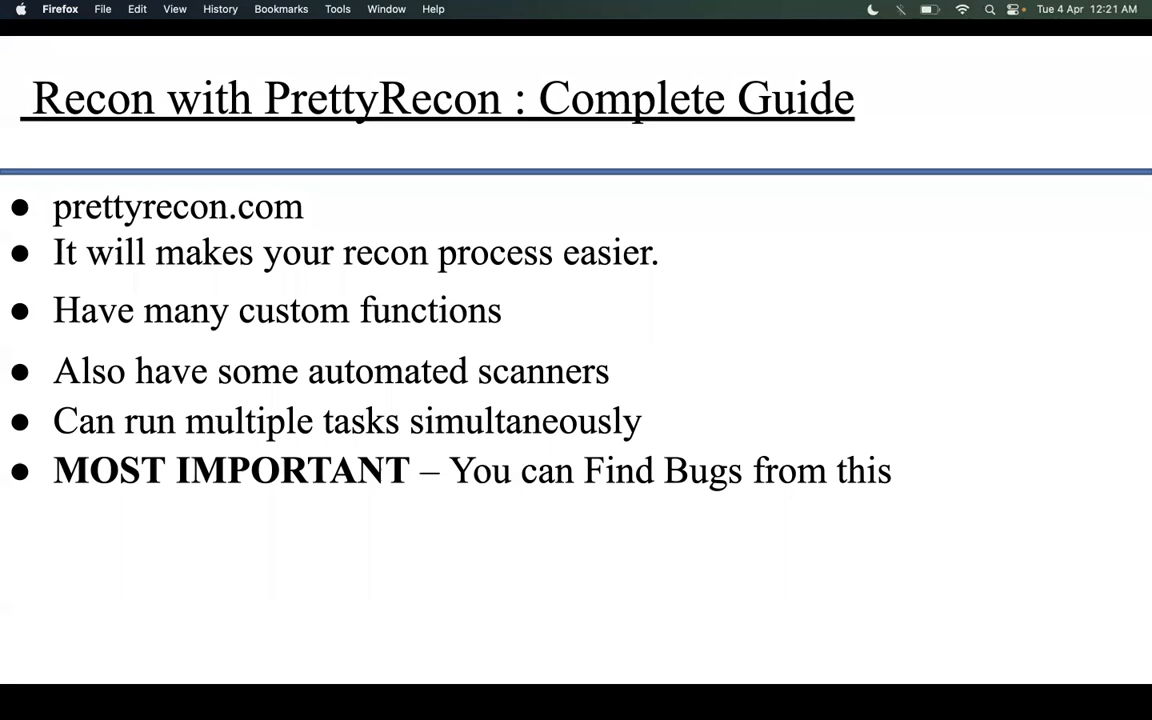 Firefox File Edit View History Bookmarks Tools Window Help Tue 4 Apr 12:21 AM
Recon with PrettyRecon : Complete Guide
● prettyrecon.com
● It will makes your recon process easier.
● Have many custom functions
● Also have some automated scanners
● Can run multiple tasks simultaneously
● MOST IMPORTANT – You can Find Bugs from this